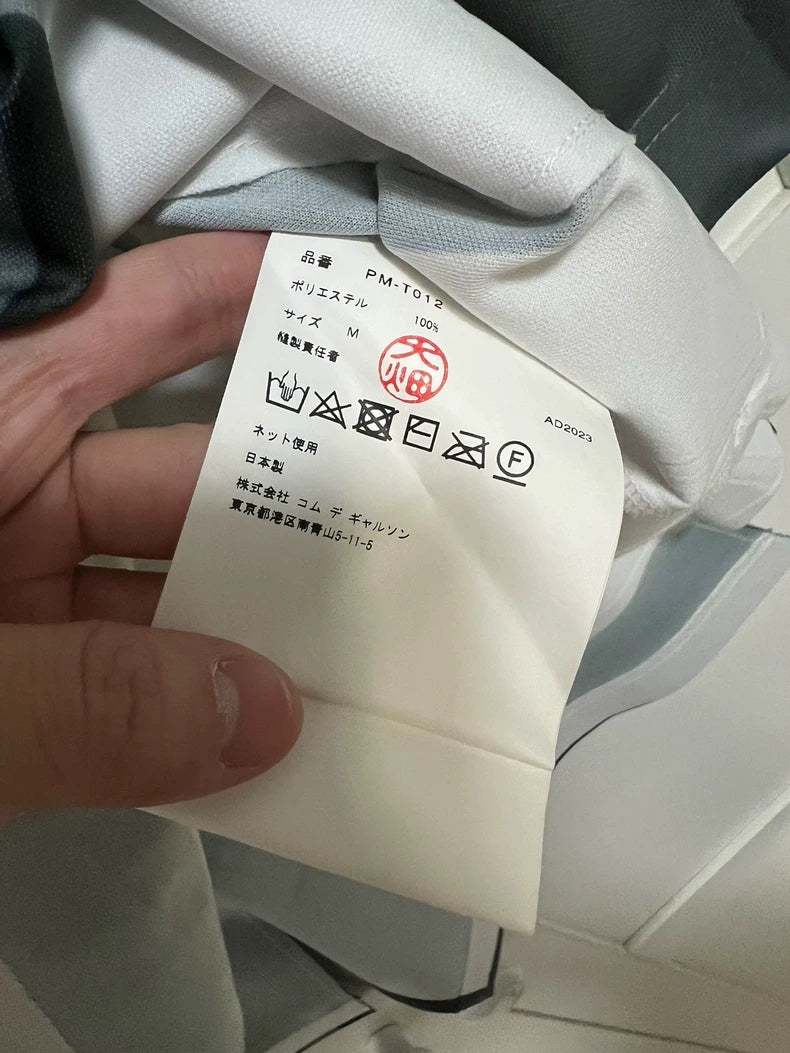 品番 PM-T012
ポリエステル 100%
サイズ M
縫製責任者 大畑
F
AD2023
ネット使用
日本製
株式会社 コム デ ギャルソン
東京都港区南青山5-11-5